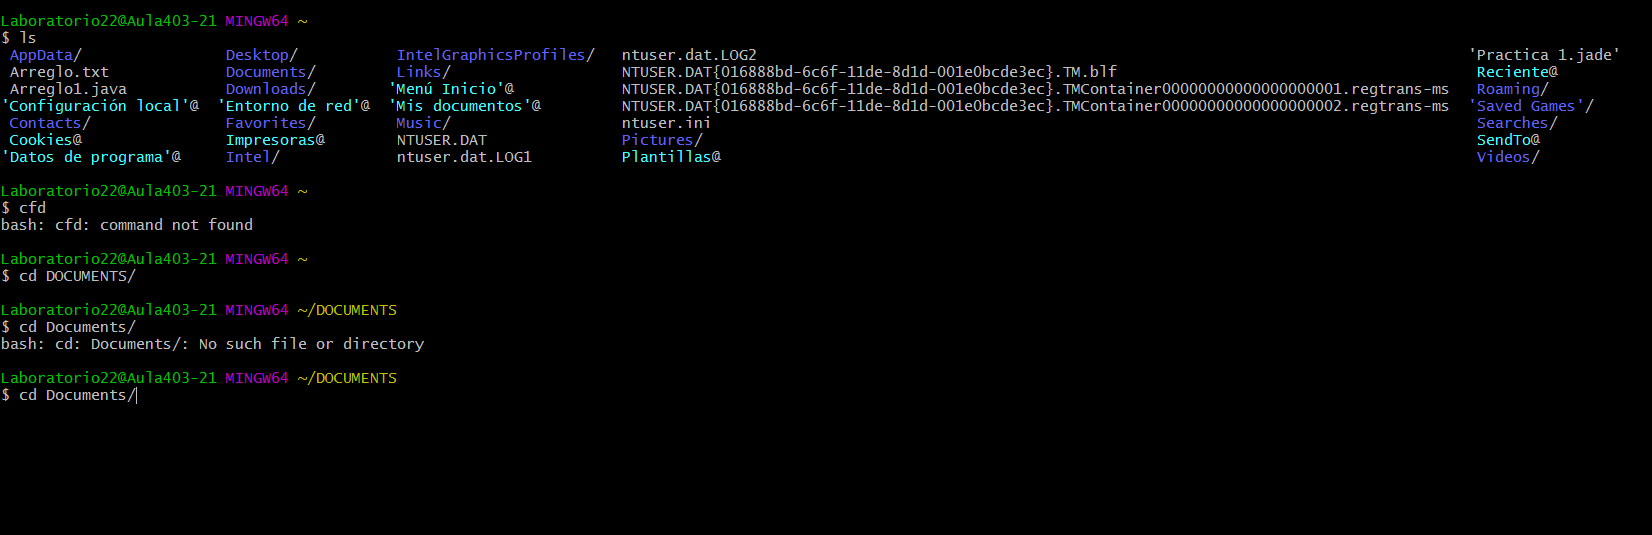 Laboratorio22@Aula403-21 MINGW64 ~
$ ls
AppData/ Desktop/ IntelGraphicsProfiles/ ntuser.dat.LOG2 'Practica 1.jade'
Arreglo.txt Documents/ Links/ NTUSER.DAT{016888bd-6c6f-11de-8d1d-001e0bcde3ec}.TM.blf Reciente@
Arreglo1.java Downloads/ 'Menú Inicio'@ NTUSER.DAT{016888bd-6c6f-11de-8d1d-001e0bcde3ec}.TMContainer00000000000000000001.regtrans-ms Roaming/
'Configuración local'@ 'Entorno de red'@ 'Mis documentos'@ NTUSER.DAT{016888bd-6c6f-11de-8d1d-001e0bcde3ec}.TMContainer00000000000000000002.regtrans-ms 'Saved Games'/
Contacts/ Favorites/ Music/ ntuser.ini Searches/
Cookies@ Impresoras@ NTUSER.DAT Pictures/ SendTo@
'Datos de programa'@ Intel/ ntuser.dat.LOG1 Plantillas@ Videos/
Laboratorio22@Aula403-21 MINGW64 ~
$ cfd
bash: cfd: command not found
Laboratorio22@Aula403-21 MINGW64 ~
$ cd DOCUMENTS/
Laboratorio22@Aula403-21 MINGW64 ~/DOCUMENTS
$ cd Documents/
bash: cd: Documents/: No such file or directory
Laboratorio22@Aula403-21 MINGW64 ~/DOCUMENTS
$ cd Documents/